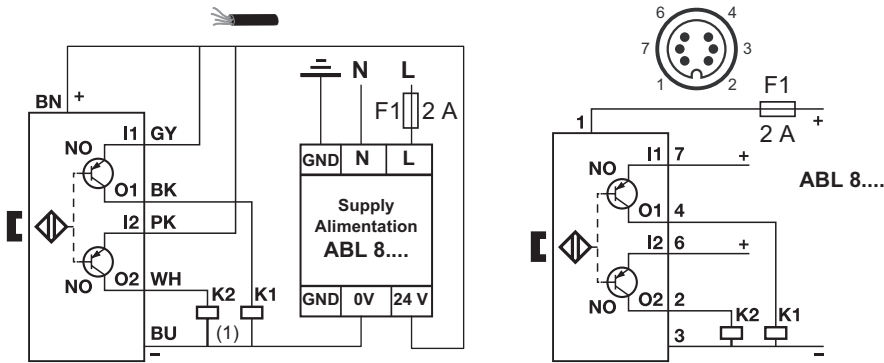 N L
F1 2 A
BN +
I1 GY
NO
O1 BK
I2 PK
NO
O2 WH
K2 K1
(1)
BU
-
GND N L
Supply
Alimentation
ABL 8....
GND 0V 24 V
6 4
7 3
1 2
F1
2 A
+
1
I1 7 +
NO
O1 4
I2 6 +
NO
O2 2
K2 K1
3
-
ABL 8....